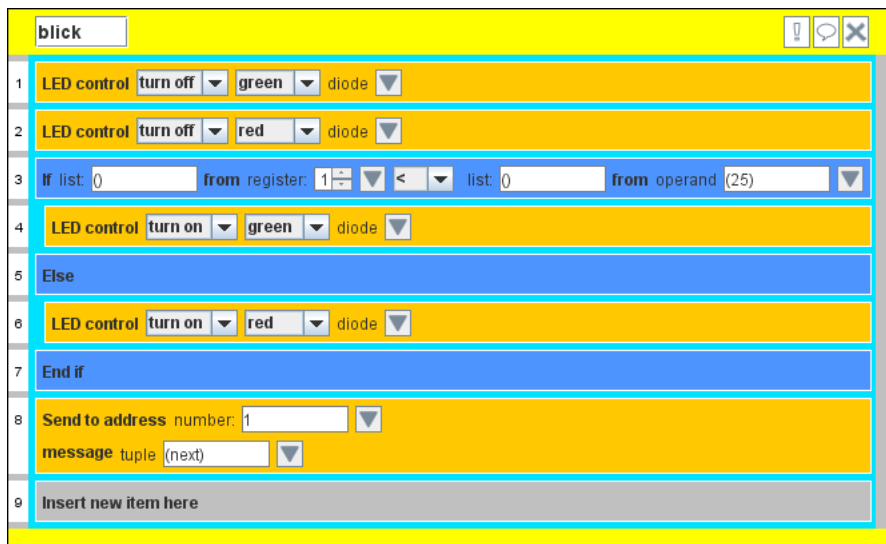 blick
1 LED control turn off green diode
2 LED control turn off red diode
3 If list: () from register: 1 < list: () from operand (25)
4 LED control turn on green diode
5 Else
6 LED control turn on red diode
7 End if
8 Send to address number: 1
message tuple (next)
9 Insert new item here